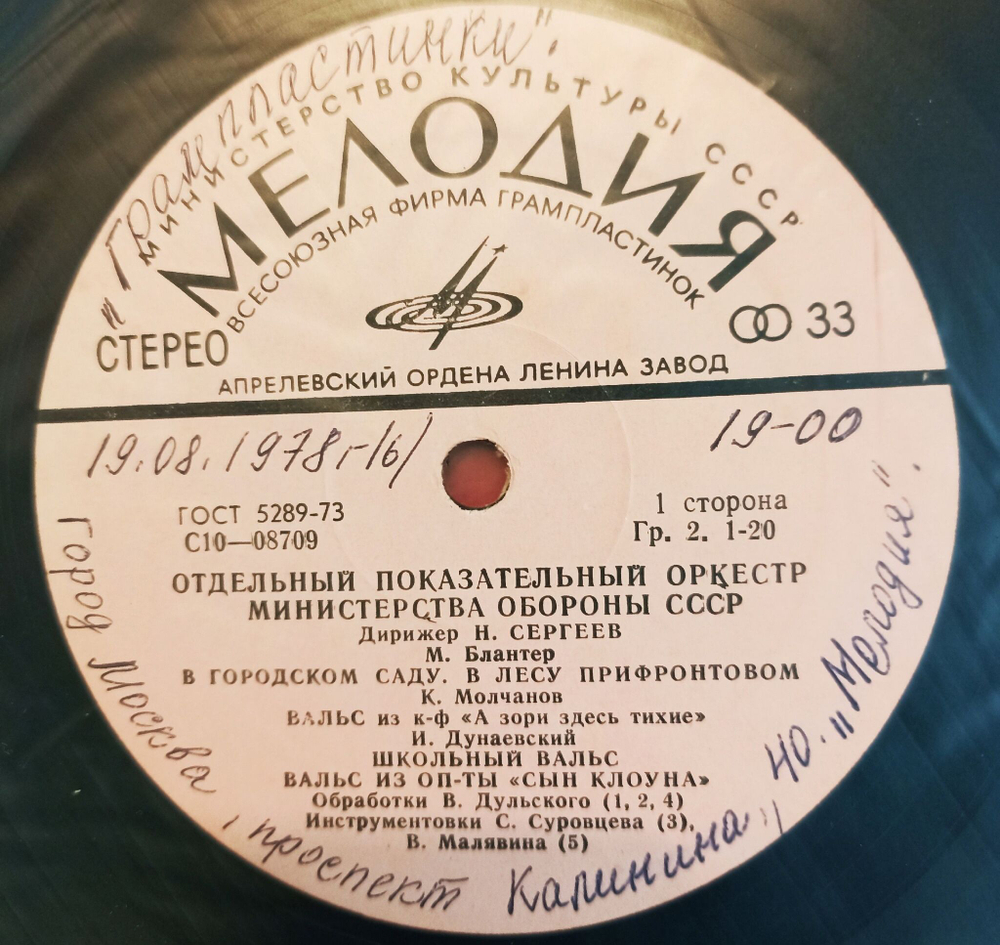 "Грампластинки".
МИНИСТЕРСТВО КУЛЬТУРЫ СССР
МЕЛОДИЯ
ВСЕСОЮЗНАЯ ФИРМА ГРАМПЛАСТИНОК
СТЕРЕО
33
АПРЕЛЕВСКИЙ ОРДЕНА ЛЕНИНА ЗАВОД
19.08.1978г-(6)
19-00
ГОСТ 5289-73
1 сторона
С10—08709
Гр. 2. 1-20
ОТДЕЛЬНЫЙ ПОКАЗАТЕЛЬНЫЙ ОРКЕСТР
МИНИСТЕРСТВА ОБОРОНЫ СССР
Дирижер Н. СЕРГЕЕВ
М. Блантер
В ГОРОДСКОМ САДУ. В ЛЕСУ ПРИФРОНТОВОМ
К. Молчанов
ВАЛЬС из к-ф «А зори здесь тихие»
И. Дунаевский
ШКОЛЬНЫЙ ВАЛЬС
ВАЛЬС ИЗ ОП-ТЫ «СЫН КЛОУНА»
Обработки В. Дульского (1, 2, 4)
Инструментовки С. Суровцева (3),
В. Малявина (5)
город Москва, проспект Калинина, 40. "Мелодия".